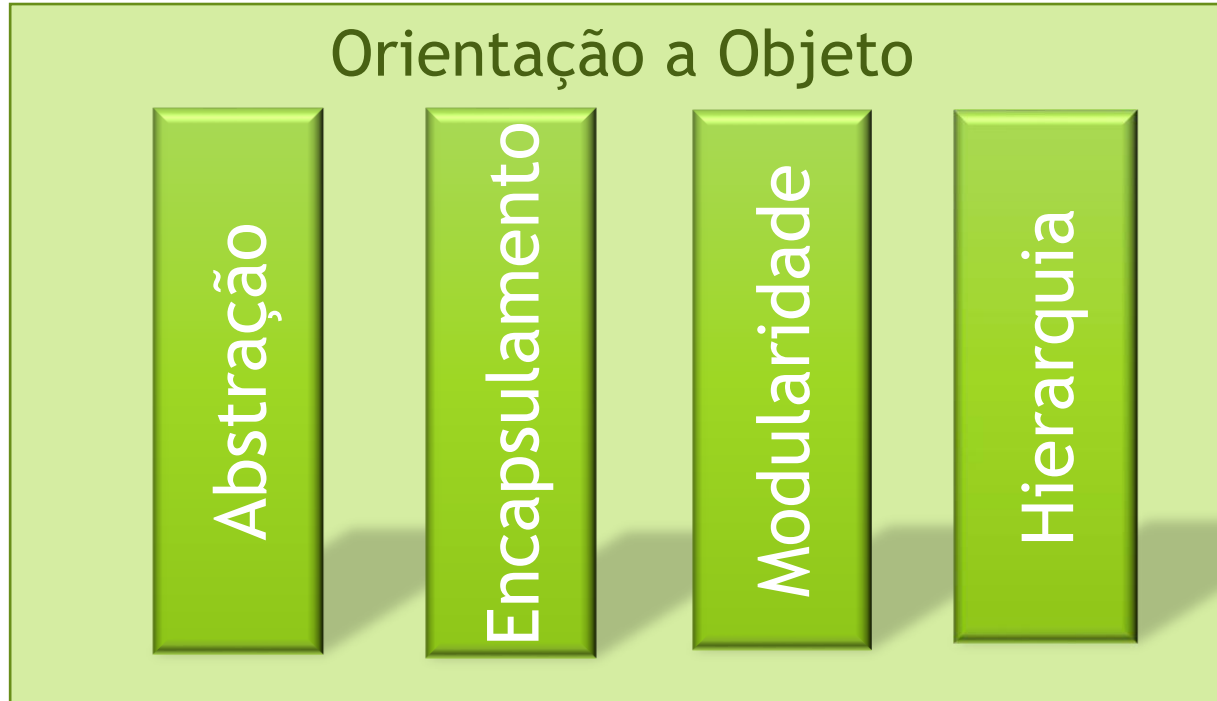 Orientação a Objeto
Abstração
Encapsulamento
Modularidade
Hierarquia